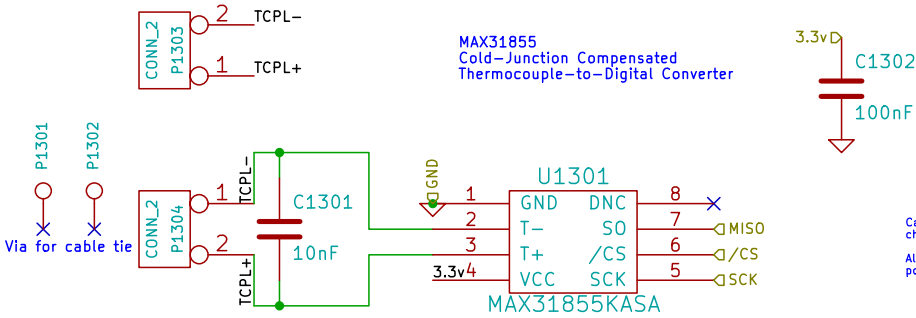 2
TCPL-
CONN_2
P1303
1
TCPL+
MAX31855
Cold-Junction Compensated
Thermocouple-to-Digital Converter
3.3v
C1302
100nF
P1301
P1302
Via for cable tie
CONN_2
P1304
1
2
TCPL-
TCPL+
C1301
10nF
GND
U1301
1
GND
DNC
8
2
T-
SO
7
MISO
3
T+
/CS
6
/CS
3.3v
4
VCC
SCK
5
SCK
MAX31855KASA